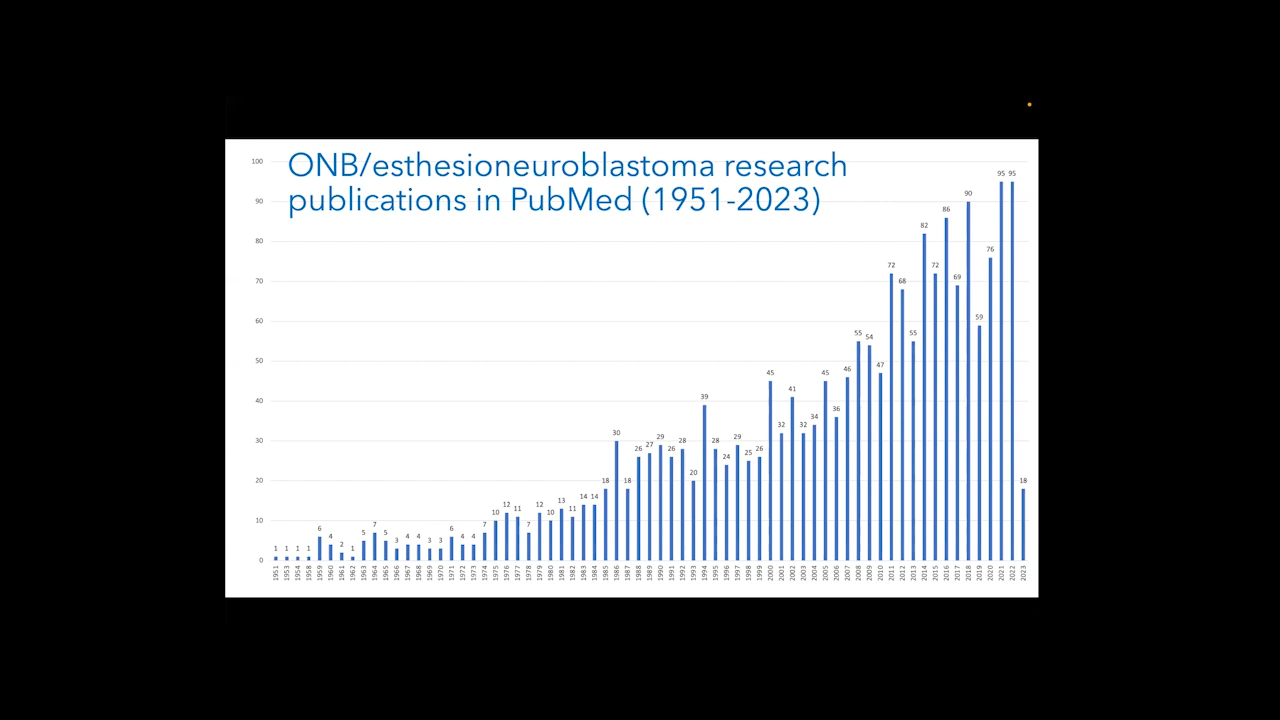 ONB/esthesioneuroblastoma research
publications in PubMed (1951-2023)
100
90
80
70
60
50
40
30
20
10
0
1 1 1 1 6 4 2 1 5 7 5 3 4 4 3 3 6 4 4 7 10 12 11 7 12 10 13 11 14 14 18 30 18 26 27 29 26 28 20 39 28 24 29 25 26 45 32 41 32 34 45 36 46 55 54 47 72 68 55 82 72 86 69 90 59 76 95 95 18
1951 1953 1954 1958 1959 1960 1961 1962 1963 1964 1965 1966 1967 1968 1969 1970 1971 1972 1973 1974 1975 1976 1977 1978 1979 1980 1981 1982 1983 1984 1985 1986 1987 1988 1989 1990 1991 1992 1993 1994 1995 1996 1997 1998 1999 2000 2001 2002 2003 2004 2005 2006 2007 2008 2009 2010 2011 2012 2013 2014 2015 2016 2017 2018 2019 2020 2021 2022 2023